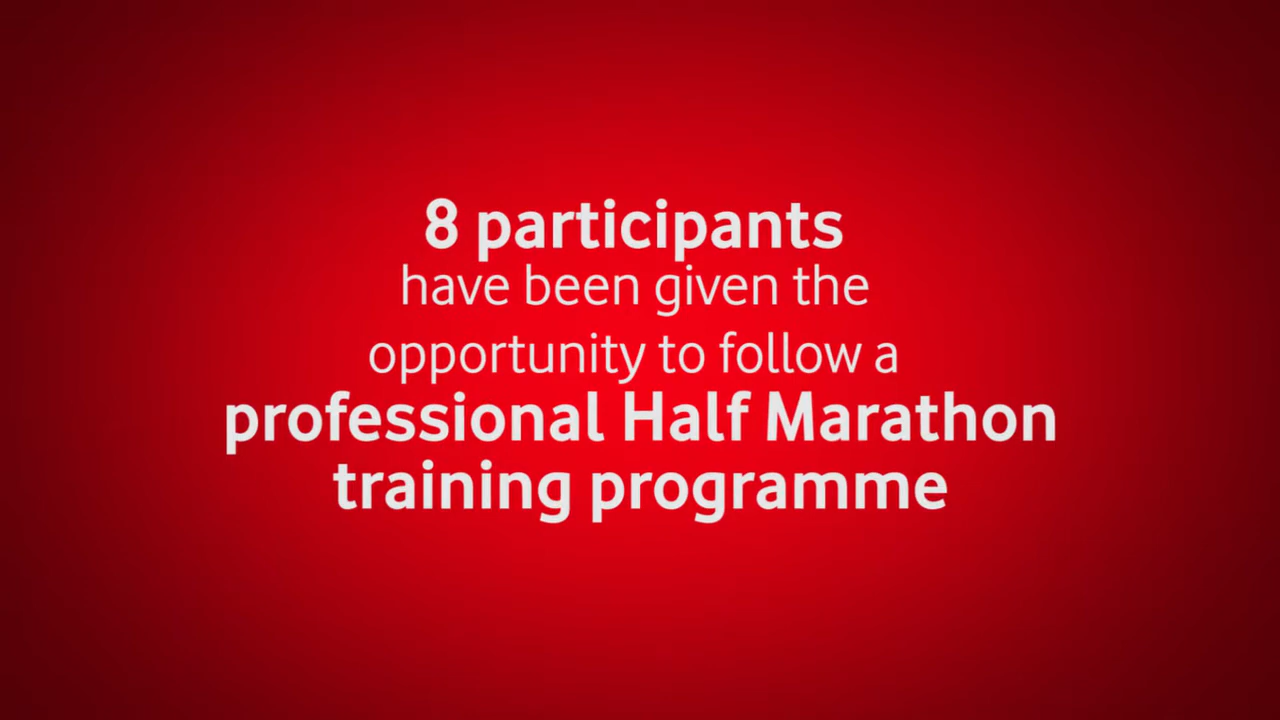 8 participants
have been given the
opportunity to follow a
professional Half Marathon
training programme